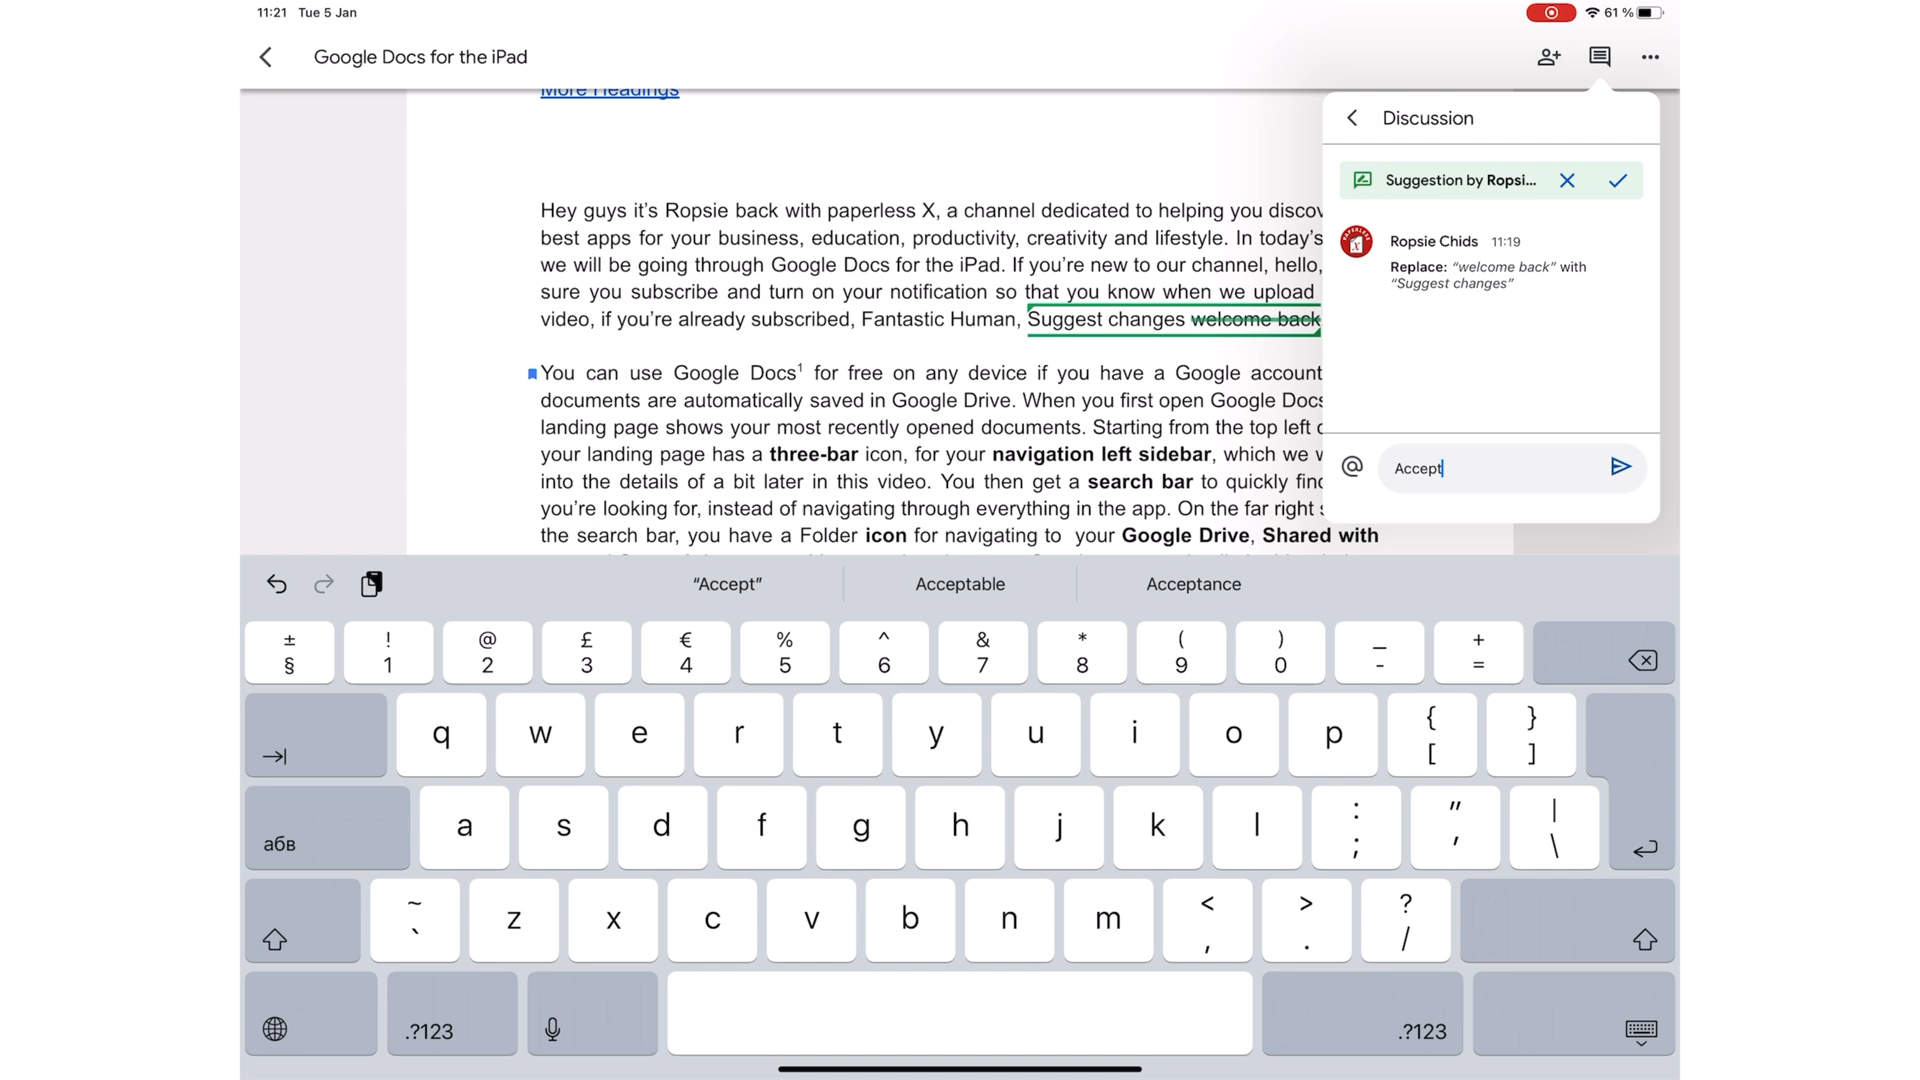 11:21 Tue 5 Jan
61 %
Google Docs for the iPad
More Headings
Hey guys it’s Ropsie back with paperless X, a channel dedicated to helping you
best apps for your business, education, productivity, creativity and lifestyle. In today’s
we will be going through Google Docs for the iPad. If you’re new to our channel, hello,
sure you subscribe and turn on your notification so that you know when we upload
video, if you’re already subscribed, Fantastic Human, Suggest changes welcome back
You can use Google Docs1 for free on any device if you have a Google account
documents are automatically saved in Google Drive. When you first open Google Docs
landing page shows your most recently opened documents. Starting from the top left
your landing page has a three-bar icon, for your navigation left sidebar, which we
into the details of a bit later in this video. You then get a search bar to quickly
you’re looking for, instead of navigating through everything in the app. On the far right
the search bar, you have a Folder icon for navigating to your Google Drive, Shared with
Discussion
Suggestion by Ropsi...
Ropsie Chids 11:19
Replace: “welcome back” with
“Suggest changes”
@ Accept
“Accept” Acceptable Acceptance
± ! @ £ € % ^ & * ( ) _ +
§ 1 2 3 4 5 6 7 8 9 0 - =
q w e r t y u i o p { }
[ ]
a s d f g h j k l : " |
абв ; ' \
~ z x c v b n m < > ?
` , . /
.?123 .?123